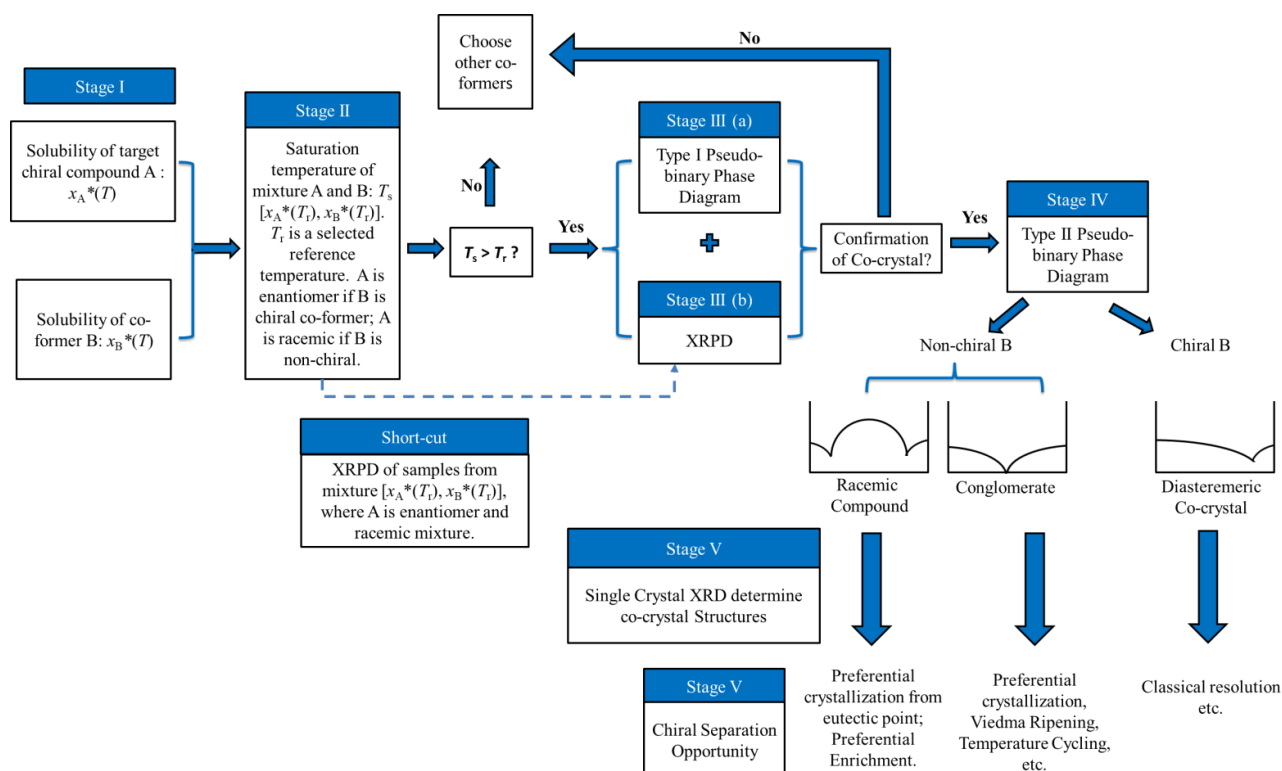 Stage I
Solubility of target
chiral compound A :
xA*(T)
Solubility of co-
former B: xB*(T)
Stage II
Saturation
temperature of
mixture A and B: Ts
[xA*(Tr), xB*(Tr)].
Tr is a selected
reference
temperature. A is
enantiomer if B is
chiral co-former; A
is racemic if B is
non-chiral.
Choose
other co-
formers
No
Ts > Tr ?
Yes
No
Stage III (a)
Type I Pseudo-
binary Phase
Diagram
Stage III (b)
XRPD
Confirmation
of Co-crystal?
Yes
Stage IV
Type II Pseudo-
binary Phase
Diagram
Short-cut
XRPD of samples from
mixture [xA*(Tr), xB*(Tr)],
where A is enantiomer and
racemic mixture.
Non-chiral B
Chiral B
Racemic
Compound
Conglomerate
Diasteremeric
Co-crystal
Stage V
Single Crystal XRD determine
co-crystal Structures
Stage V
Chiral Separation
Opportunity
Preferential
crystallization from
eutectic point;
Preferential
Enrichment.
Preferential
crystallization,
Viedma Ripening,
Temperature Cycling,
etc.
Classical resolution
etc.